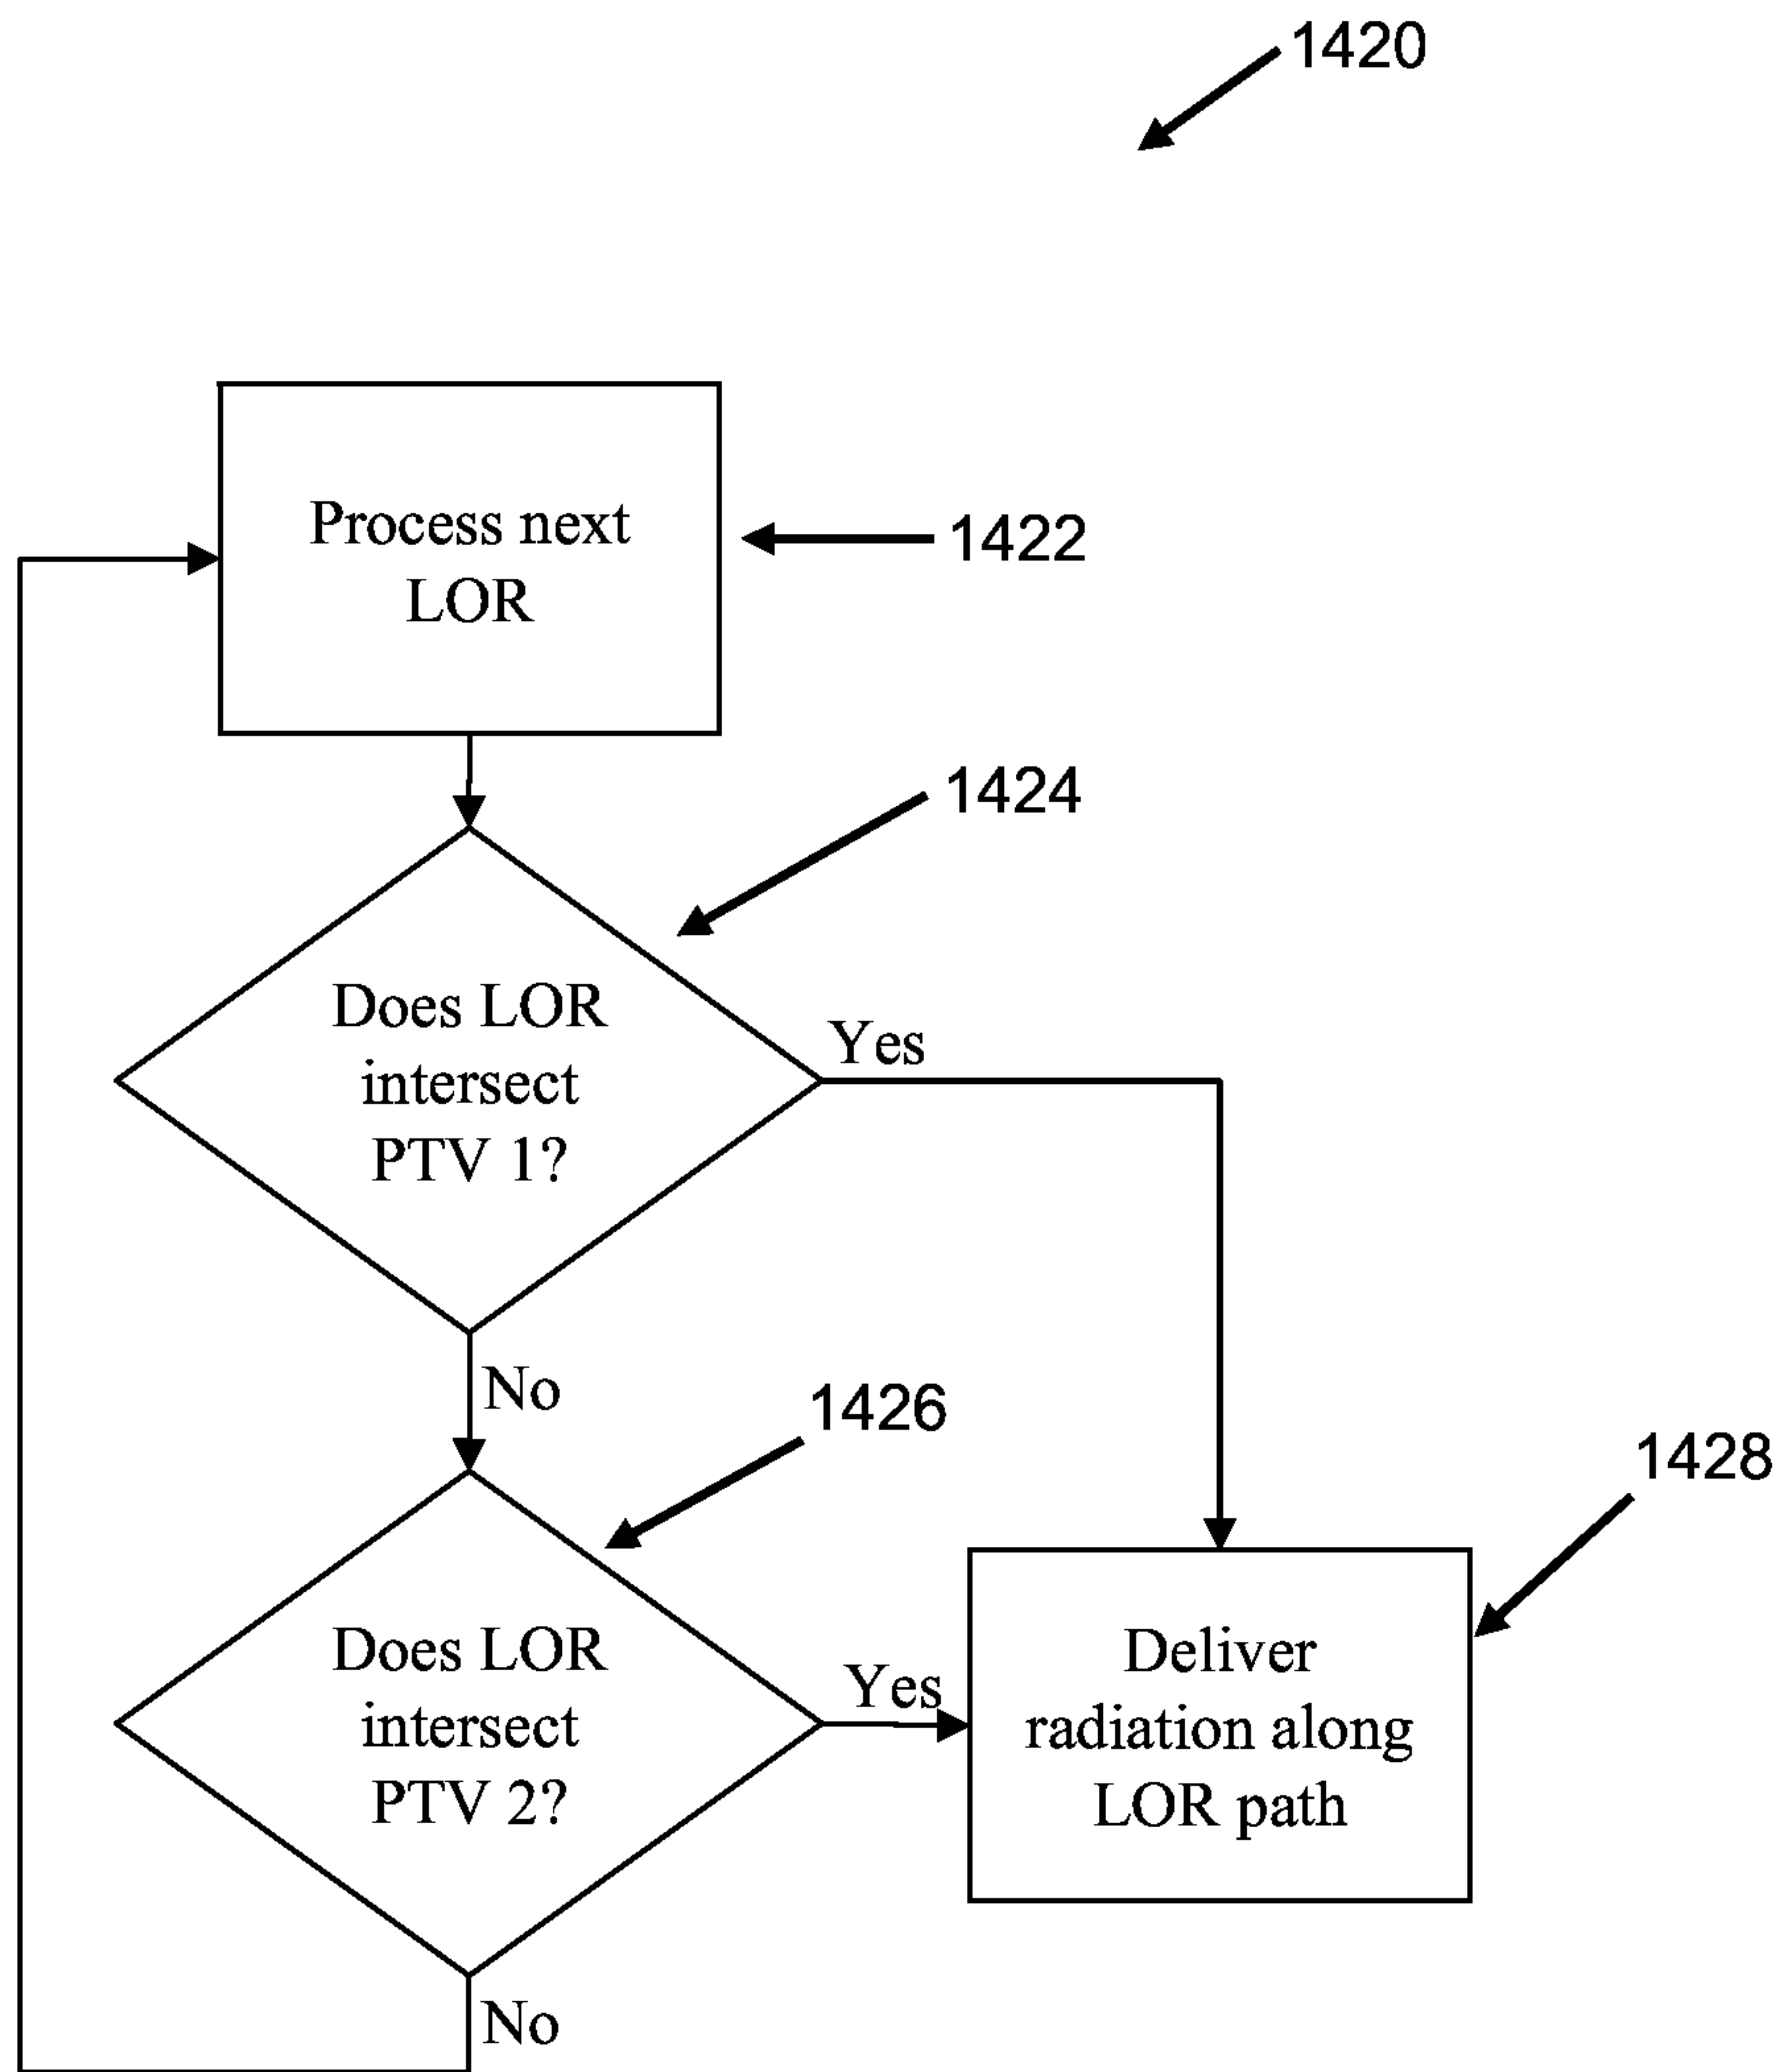 1420
Process next
LOR
1422
1424
Does LOR
intersect
PTV 1?
Yes
No
1426
1428
Does LOR
intersect
PTV 2?
Yes
Deliver
radiation along
LOR path
No